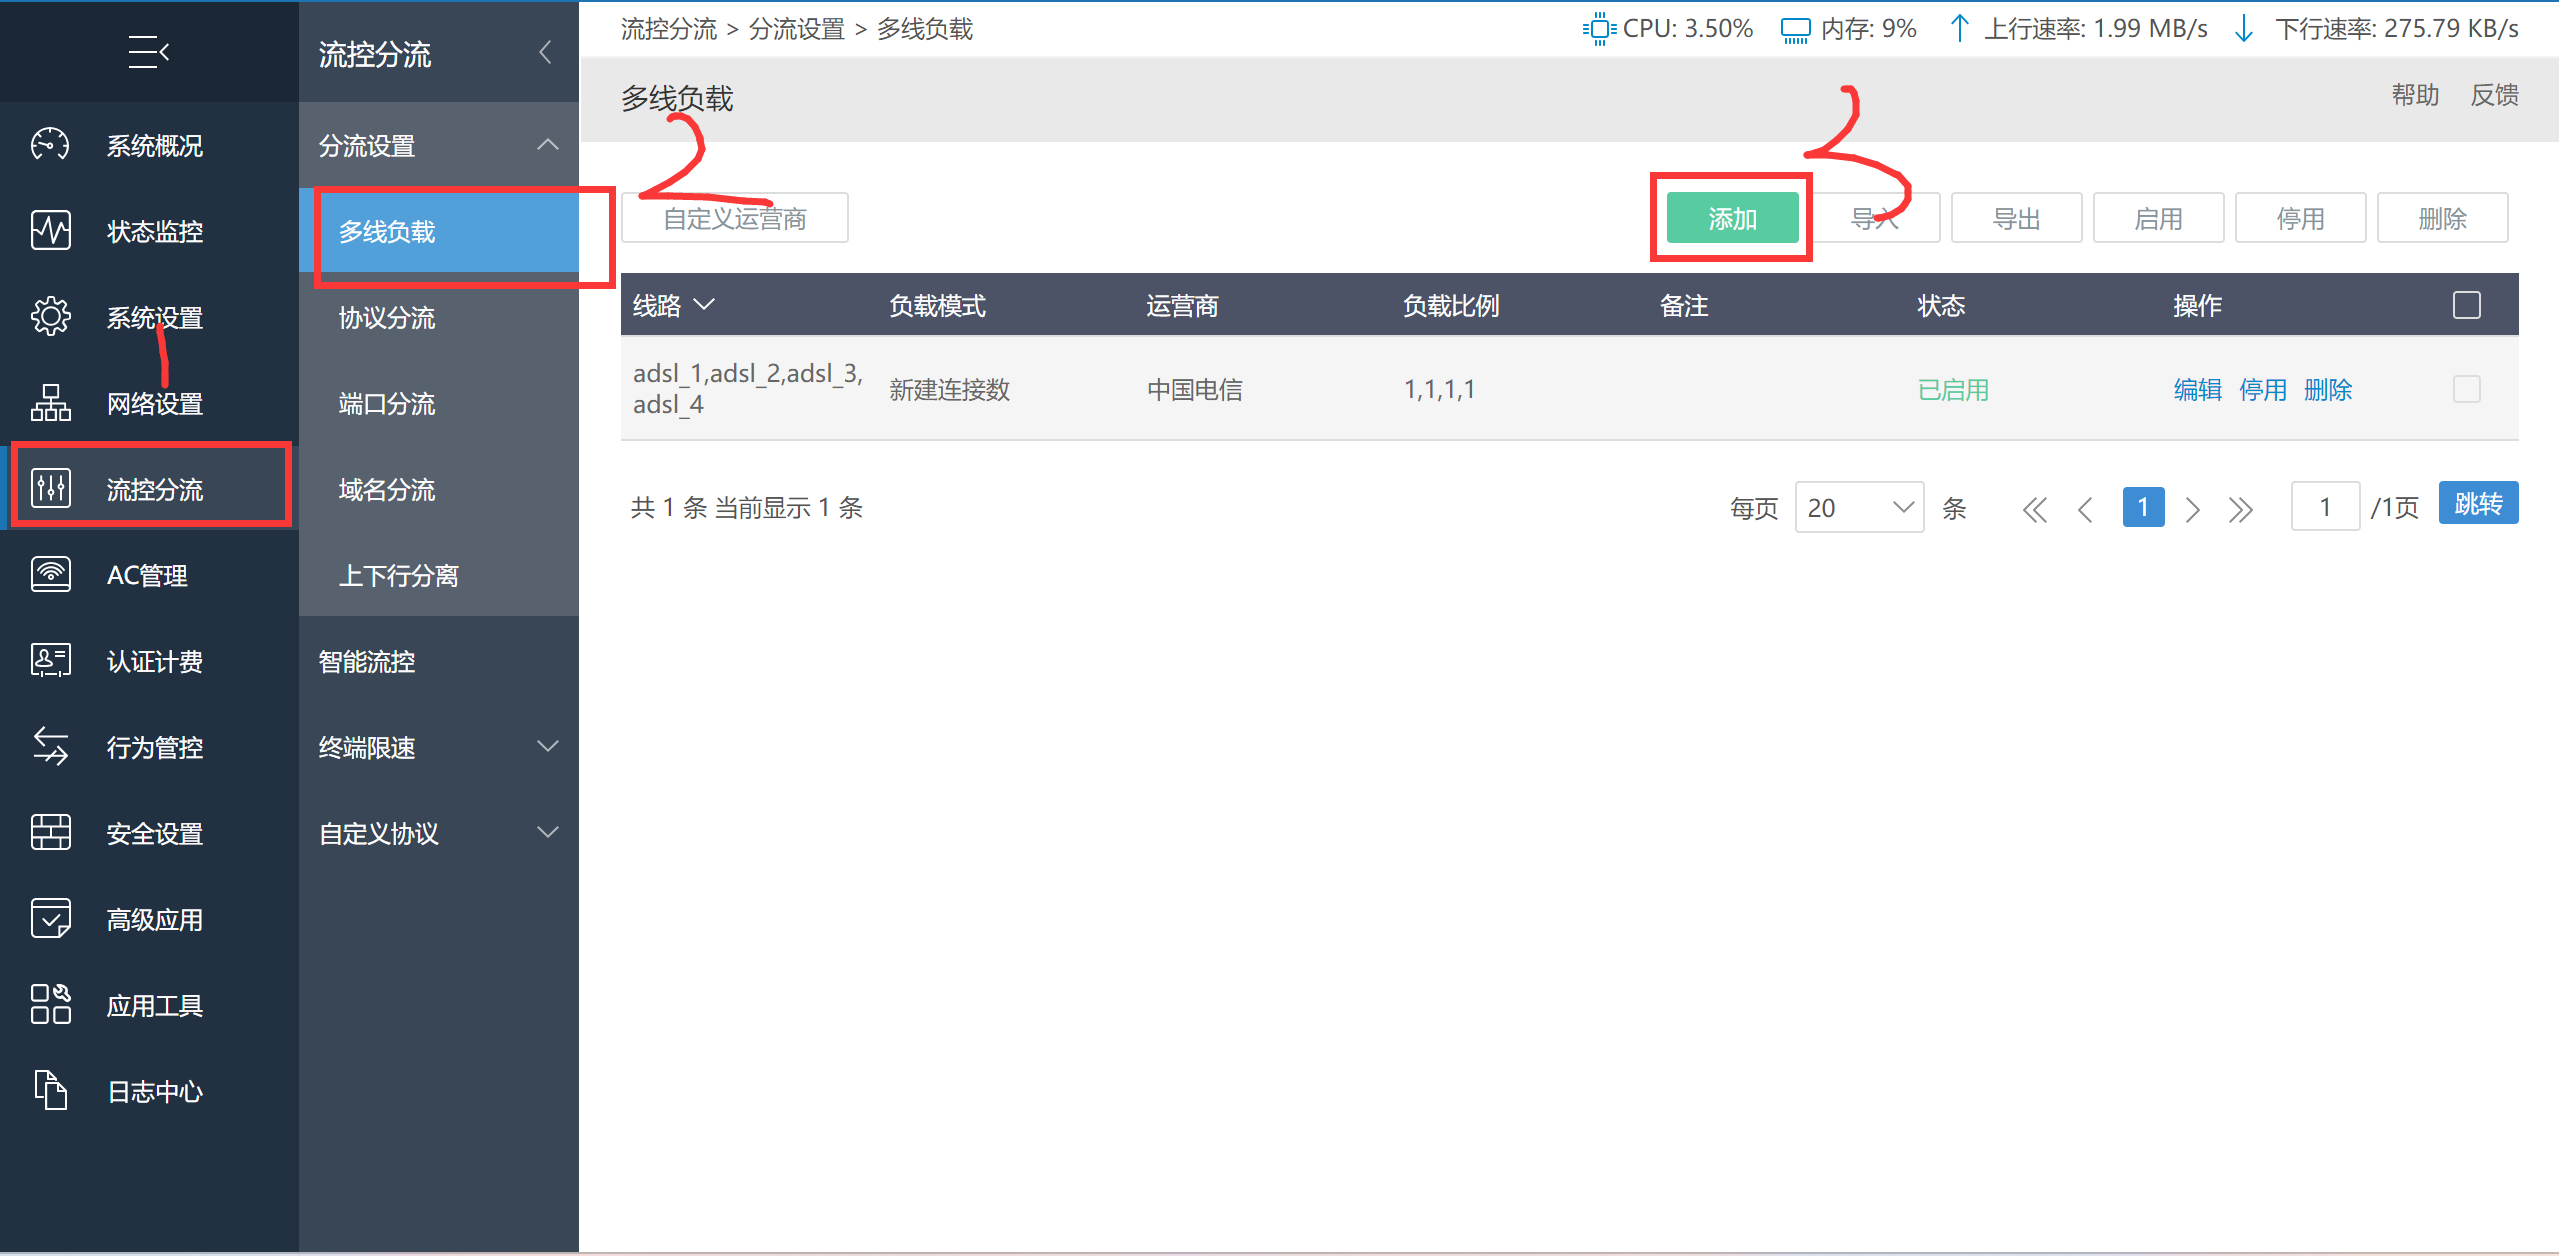 流控分流 > 分流设置 > 多线负载
CPU: 3.50% 内存: 9% 上行速率: 1.99 MB/s 下行速率: 275.79 KB/s
流控分流
系统概况
状态监控
系统设置
1
网络设置
流控分流
AC管理
认证计费
行为管控
安全设置
高级应用
应用工具
日志中心
分流设置
多线负载
协议分流
端口分流
域名分流
上下行分离
智能流控
终端限速
自定义协议
多线负载
帮助 反馈
2
3
自定义运营商
添加 导入 导出 启用 停用 删除
线路 负载模式 运营商 负载比例 备注 状态 操作
adsl_1,adsl_2,adsl_3,
adsl_4 新建连接数 中国电信 1,1,1,1 已启用 编辑 停用 删除
共 1 条 当前显示 1 条
每页 20 条 1 1 /1页 跳转